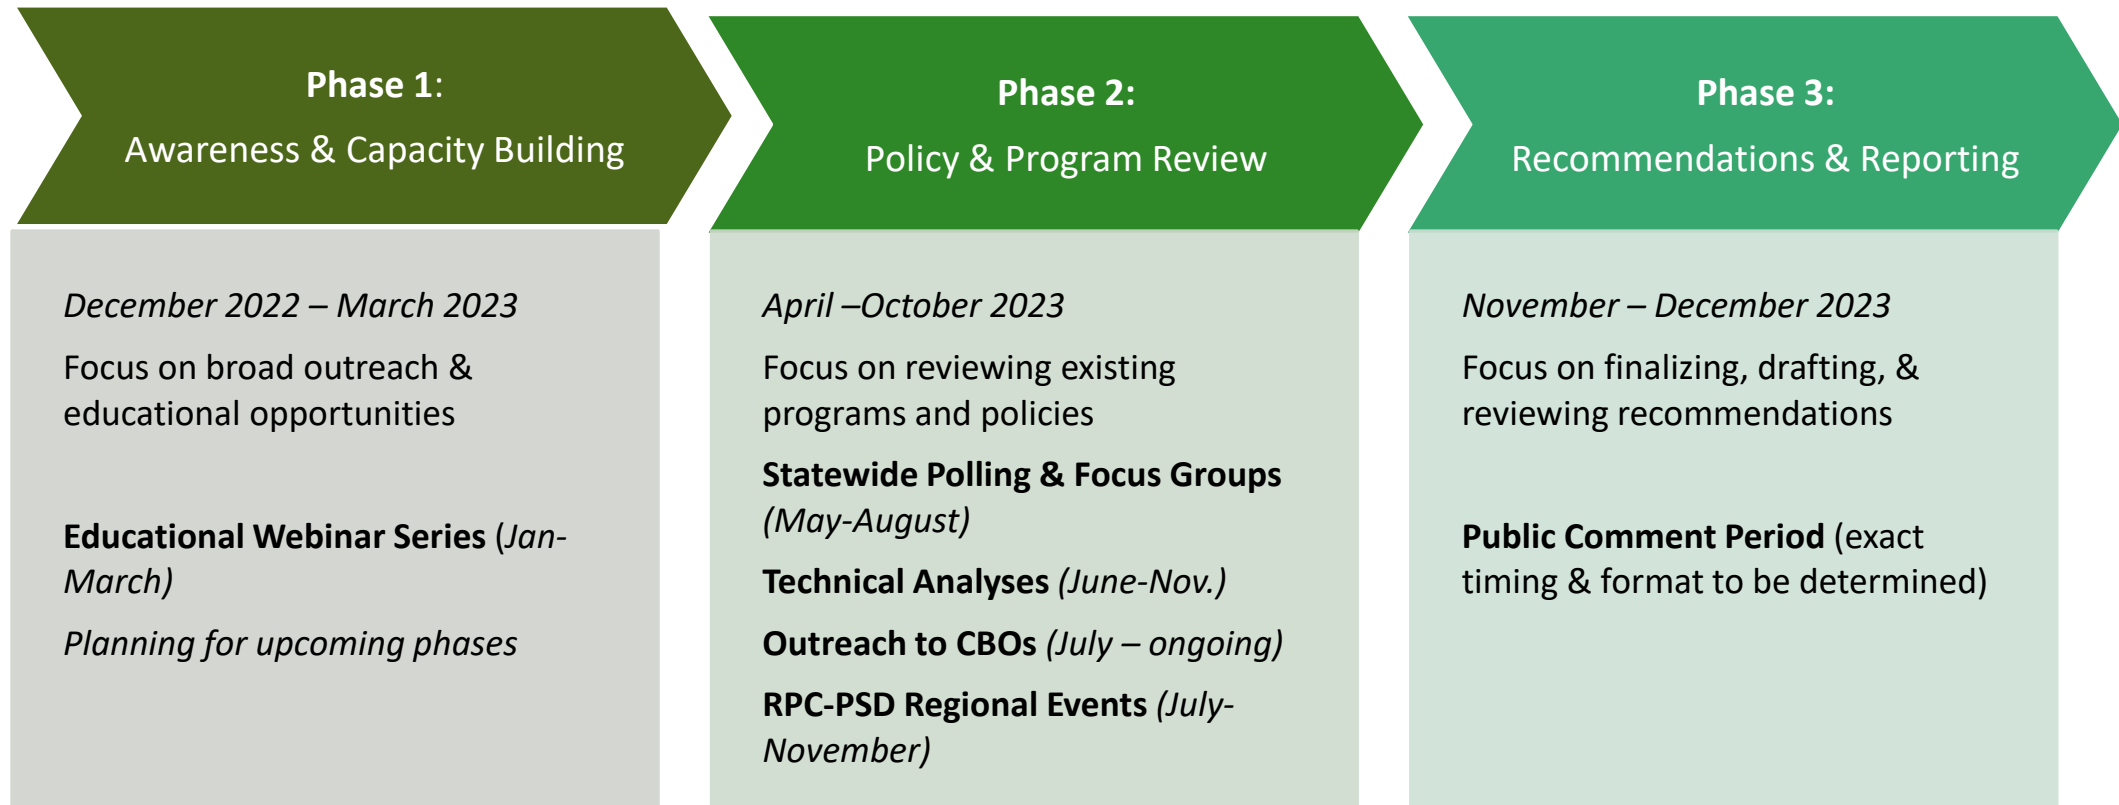 Phase 1:
Awareness & Capacity Building
December 2022 – March 2023
Focus on broad outreach &
educational opportunities
Educational Webinar Series (Jan-
March)
Planning for upcoming phases
Phase 2:
Policy & Program Review
April –October 2023
Focus on reviewing existing
programs and policies
Statewide Polling & Focus Groups
(May-August)
Technical Analyses (June-Nov.)
Outreach to CBOs (July – ongoing)
RPC-PSD Regional Events (July-
November)
Phase 3:
Recommendations & Reporting
November – December 2023
Focus on finalizing, drafting, &
reviewing recommendations
Public Comment Period (exact
timing & format to be determined)